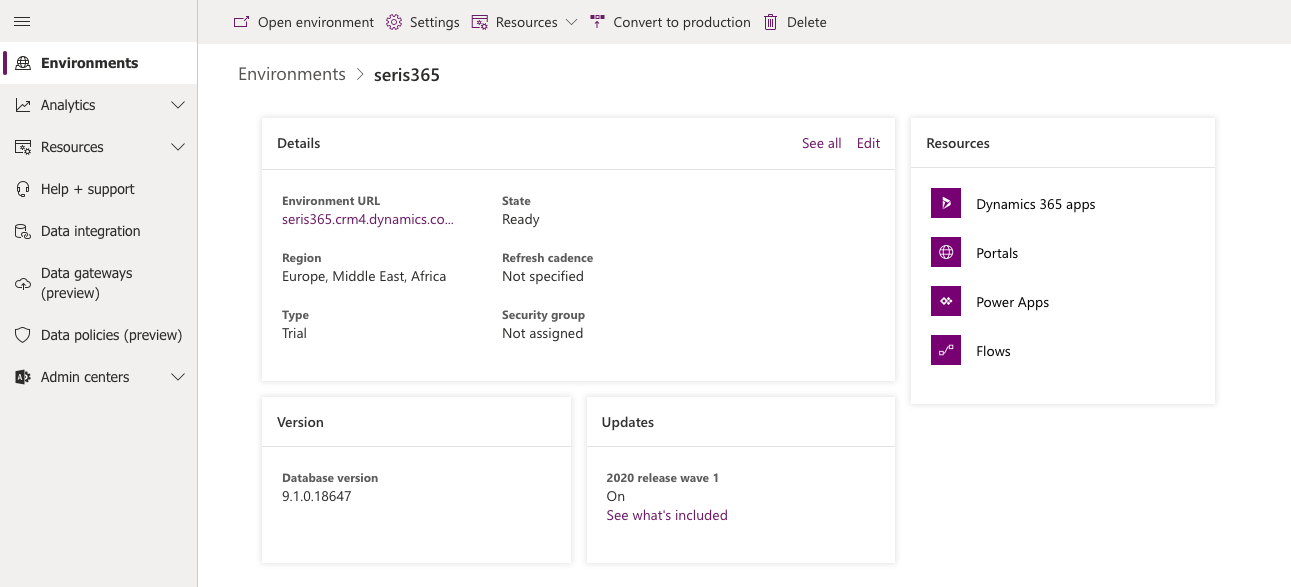 Open environment
Settings
Resources
Convert to production
Delete
Environments
Analytics
Resources
Help + support
Data integration
Data gateways
(preview)
Data policies (preview)
Admin centers
Environments > seris365
Details
See all
Edit
Environment URL
seris365.crm4.dynamics.co...
State
Ready
Region
Europe, Middle East, Africa
Refresh cadence
Not specified
Type
Trial
Security group
Not assigned
Resources
Dynamics 365 apps
Portals
Power Apps
Flows
Version
Database version
9.1.0.18647
Updates
2020 release wave 1
On
See what's included